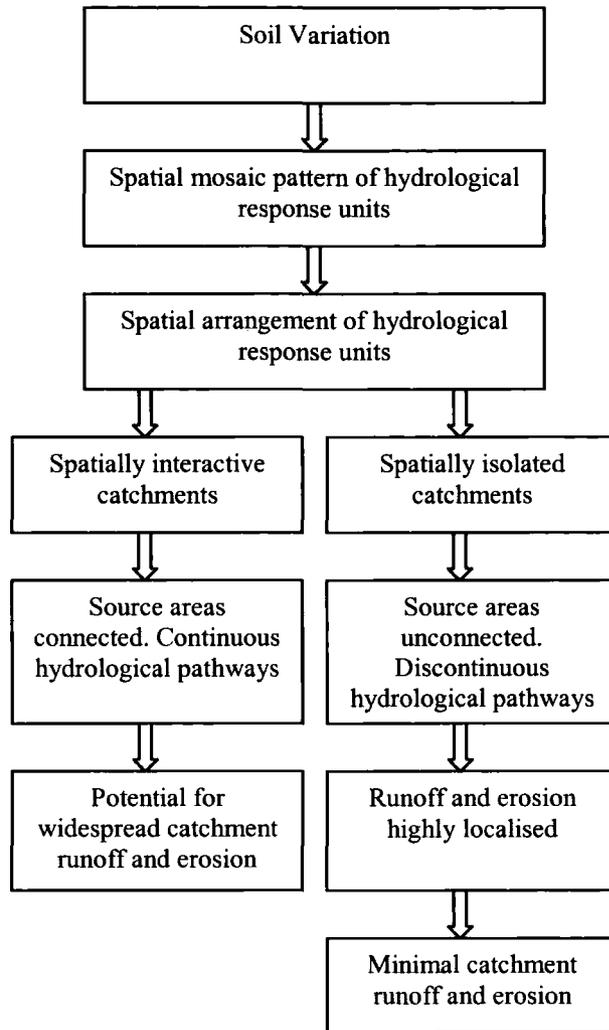 Soil Variation
Spatial mosaic pattern of hydrological
response units
Spatial arrangement of hydrological
response units
Spatially interactive
catchments
Spatially isolated
catchments
Source areas
connected. Continuous
hydrological pathways
Source areas
unconnected.
Discontinuous
hydrological pathways
Potential for
widespread catchment
runoff and erosion
Runoff and erosion
highly localised
Minimal catchment
runoff and erosion